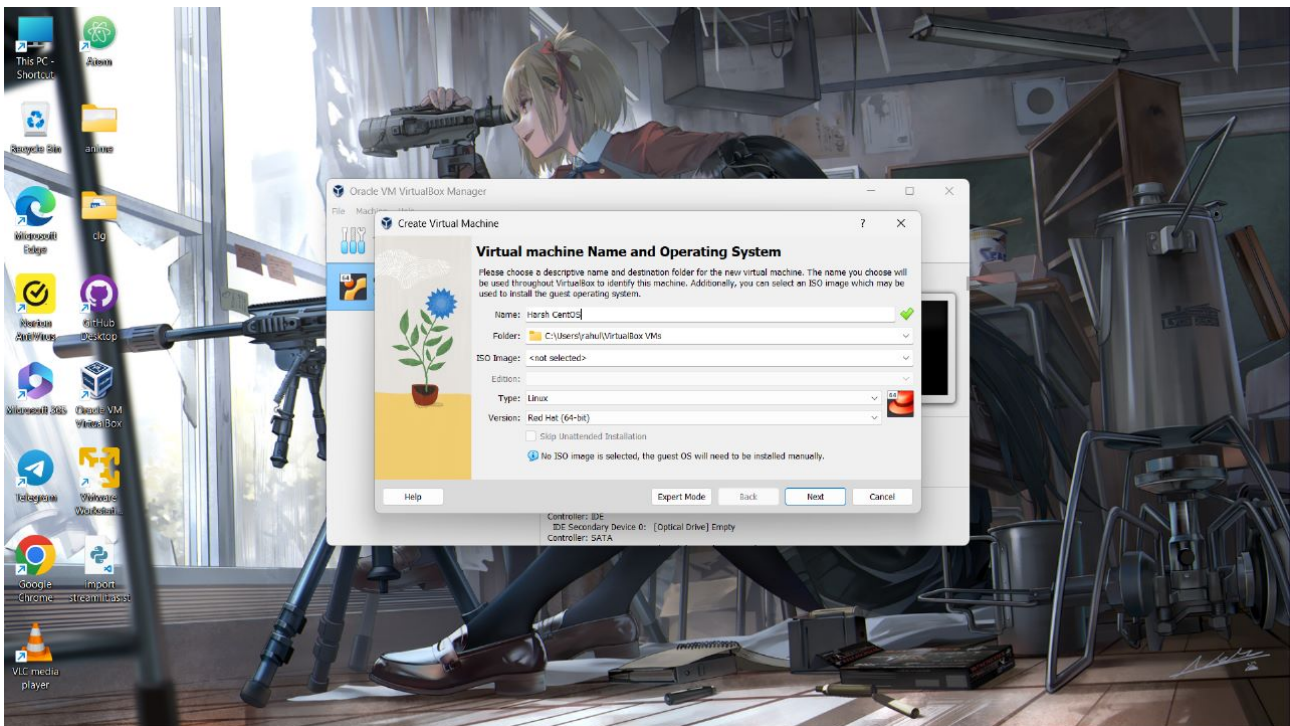 This PC -
Shortcut
Atom
Recycle Bin
anime
Microsoft
Edge
clg
Norton
AntiVirus
GitHub
Desktop
Microsoft 365
Oracle VM
VirtualBox
Telegram
VMware
Workstati...
Google
Chrome
import
streamlit as st
VLC media
player
Oracle VM VirtualBox Manager
File Machine Help
Create Virtual Machine
Virtual machine Name and Operating System
Please choose a descriptive name and destination folder for the new virtual machine. The name you choose will
be used throughout VirtualBox to identify this machine. Additionally, you can select an ISO image which may be
used to install the guest operating system.
Name: Harsh CentOS
Folder: C:\Users\rahul\VirtualBox VMs
ISO Image: <not selected>
Edition:
Type: Linux
64
Version: Red Hat (64-bit)
Skip Unattended Installation
No ISO image is selected, the guest OS will need to be installed manually.
Help
Expert Mode
Back
Next
Cancel
Controller: IDE
IDE Secondary Device 0: [Optical Drive] Empty
Controller: SATA